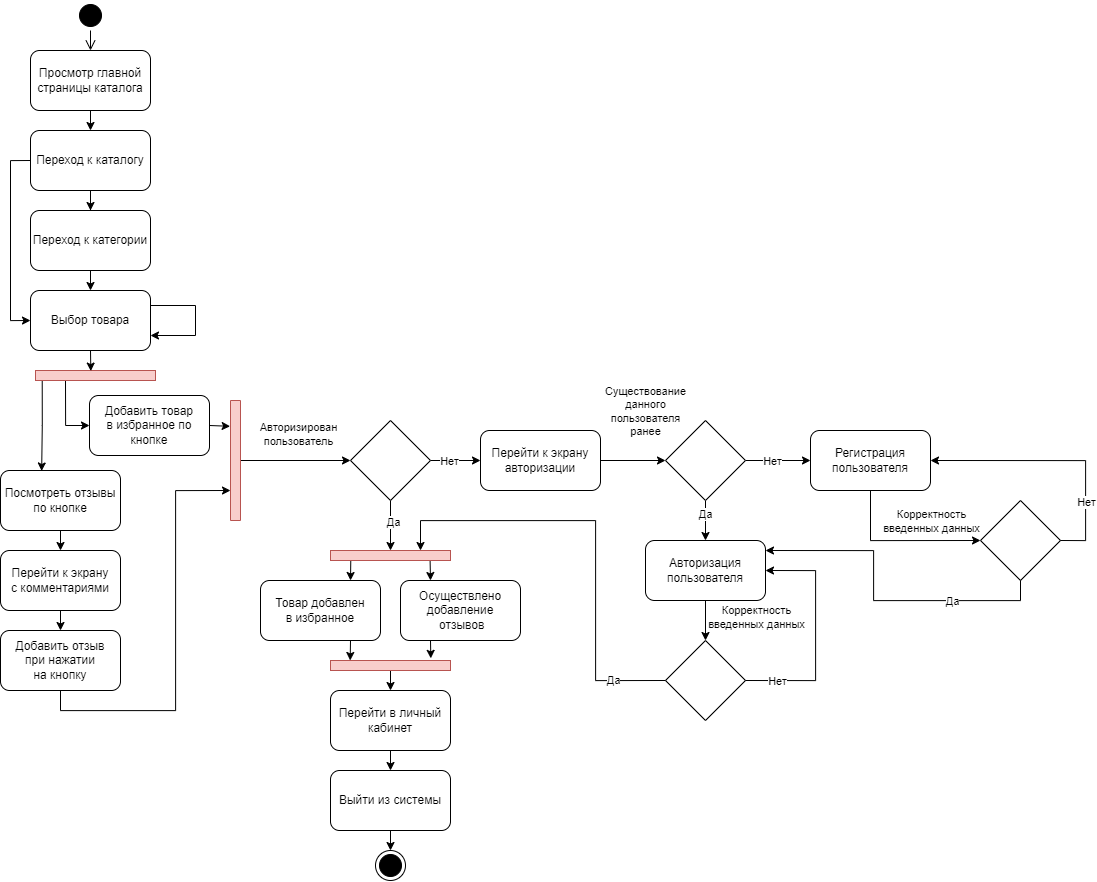 Просмотр главной
страницы каталога
Переход к каталогу
Переход к категории
Выбор товара
Добавить товар
в избранное по
кнопке
Посмотреть отзывы
по кнопке
Перейти к экрану
с комментариями
Добавить отзыв
при нажатии
на кнопку
Авторизирован
пользователь
Нет
Да
Перейти к экрану
авторизации
Существование
данного
пользователя
ранее
Нет
Да
Регистрация
пользователя
Корректность
введенных данных
Нет
Да
Авторизация
пользователя
Корректность
введенных данных
Нет
Да
Товар добавлен
в избранное
Осуществлено
добавление
отзывов
Перейти в личный
кабинет
Выйти из системы